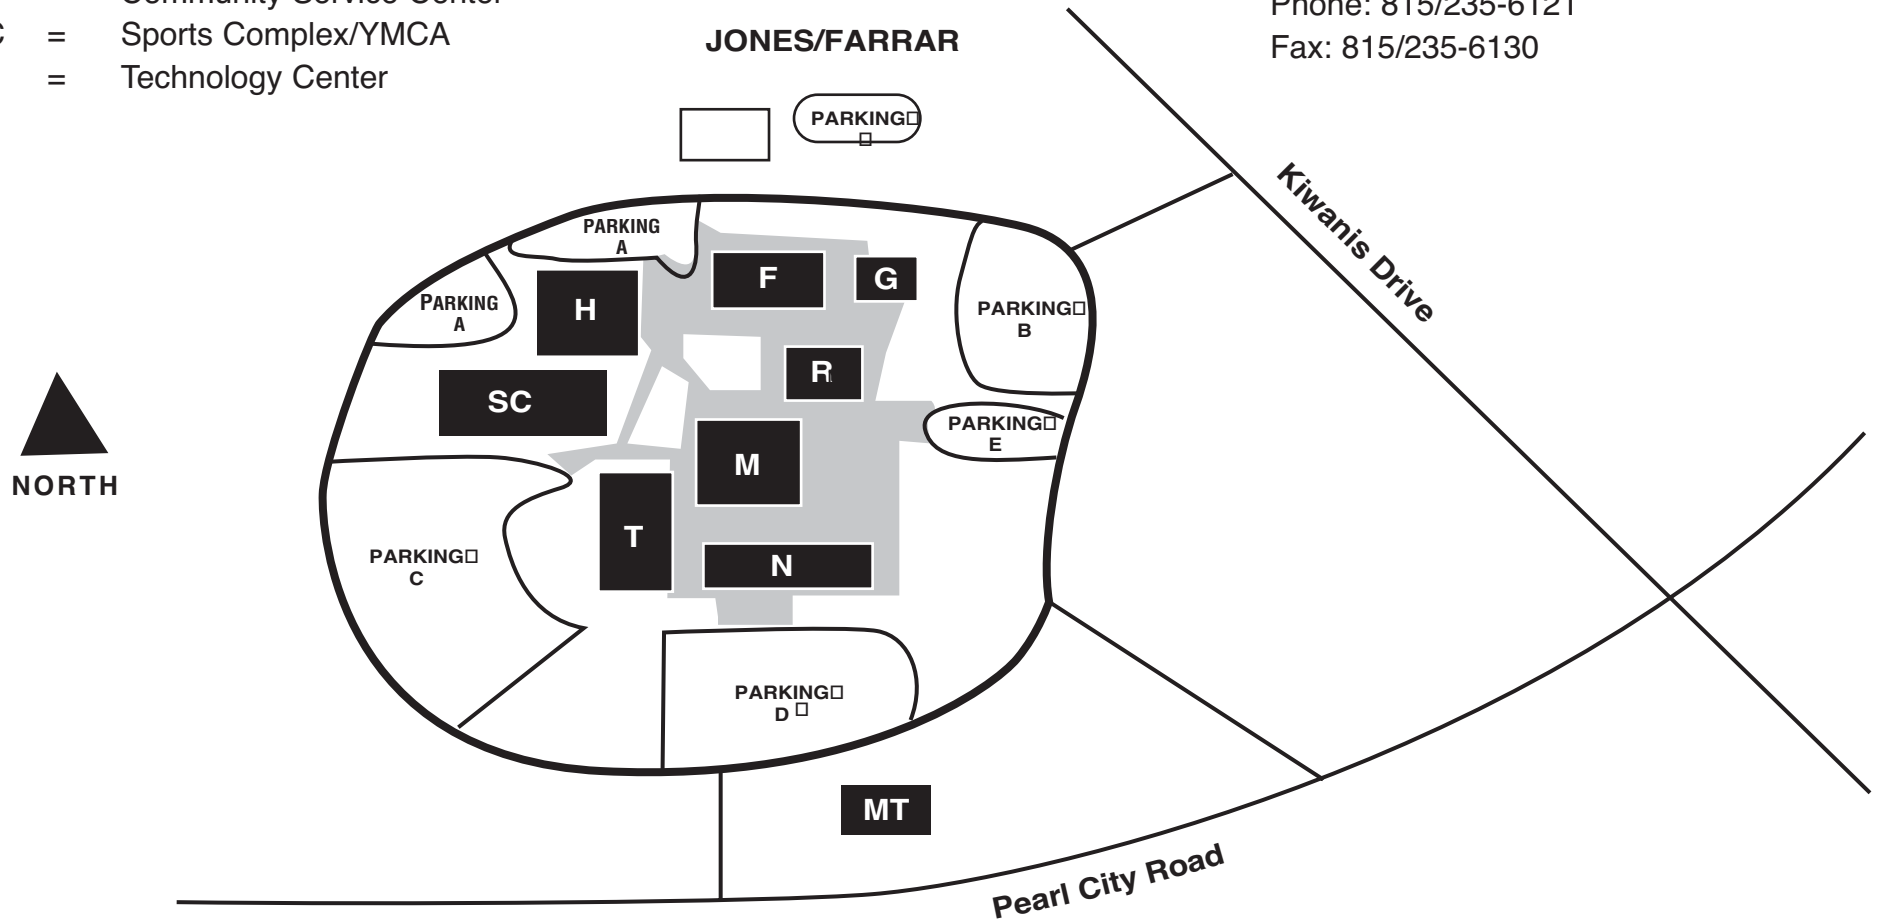 Community Service Center
C = Sports Complex/YMCA
= Technology Center
Phone: 815/235-6121
Fax: 815/235-6130
JONES/FARRAR
PARKING
Kiwanis Drive
PARKING
A
PARKING
A
H
F
G
PARKING
B
R
SC
PARKING
E
M
NORTH
T
N
PARKING
C
PARKING
D
MT
Pearl City Road